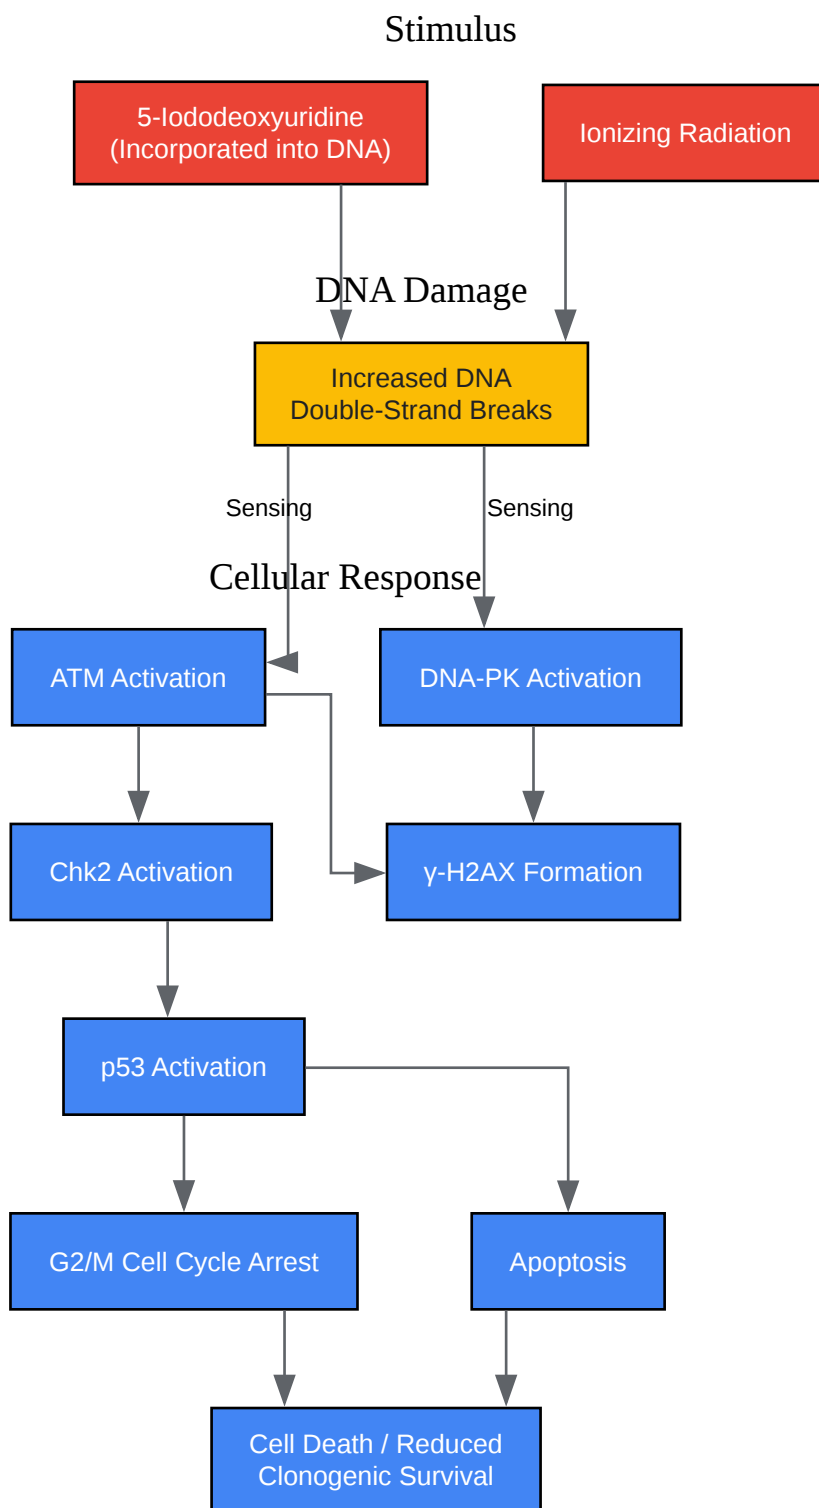 Stimulus
5-Iododeoxyuridine
(Incorporated into DNA)
Ionizing Radiation
DNA Damage
Increased DNA
Double-Strand Breaks
Sensing
Sensing
Cellular Response
ATM Activation
DNA-PK Activation
Chk2 Activation
γ-H2AX Formation
p53 Activation
G2/M Cell Cycle Arrest
Apoptosis
Cell Death / Reduced
Clonogenic Survival